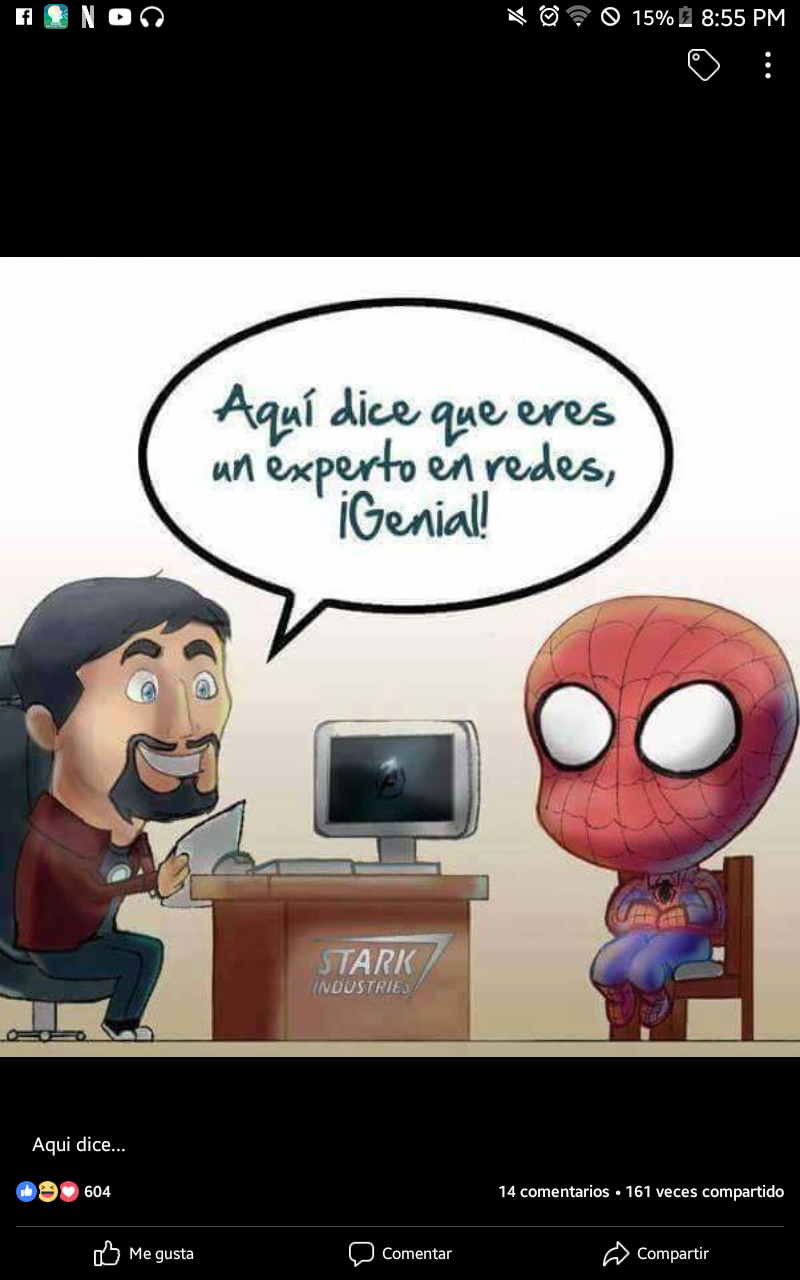 15% 8:55 PM
Aquí dice que eres
un experto en redes,
¡Genial!
STARK
INDUSTRIES
Aqui dice...
604
14 comentarios • 161 veces compartido
Me gusta Comentar Compartir